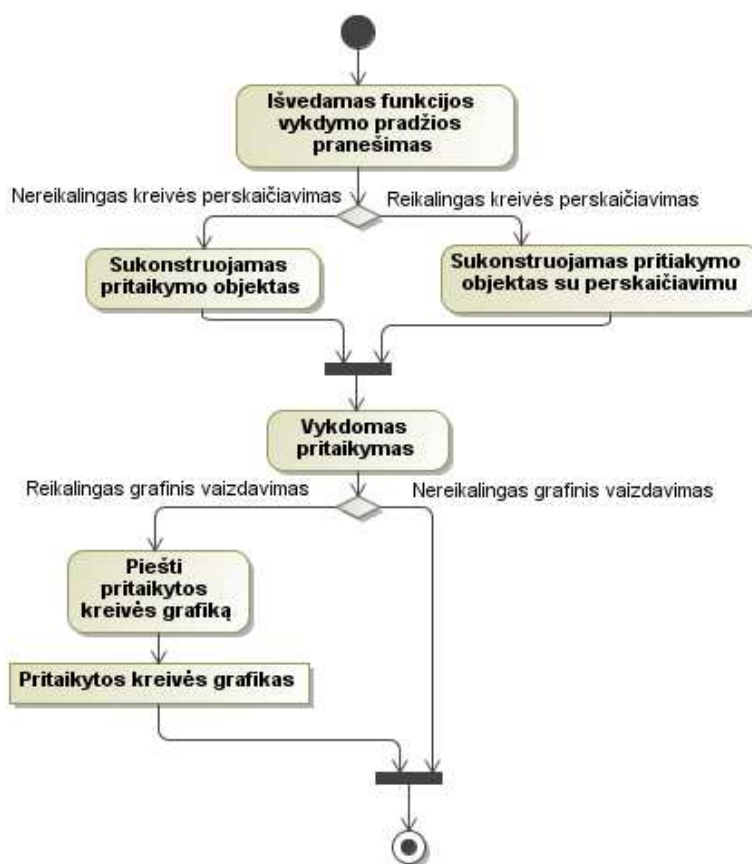 Išvedamas funkcijos
vykdymo pradžios
pranešimas
Nereikalingas kreivės perskaičiavimas
Reikalingas kreivės perskaičiavimas
Sukonstruojamas
pritaikymo objektas
Sukonstruojamas pritiakymo
objektas su perskaičiavimu
Vykdomas
pritaikymas
Reikalingas grafinis vaizdavimas
Nereikalingas grafinis vaizdavimas
Piešti
pritaikytos
kreivės grafiką
Pritaikytos kreivės grafikas